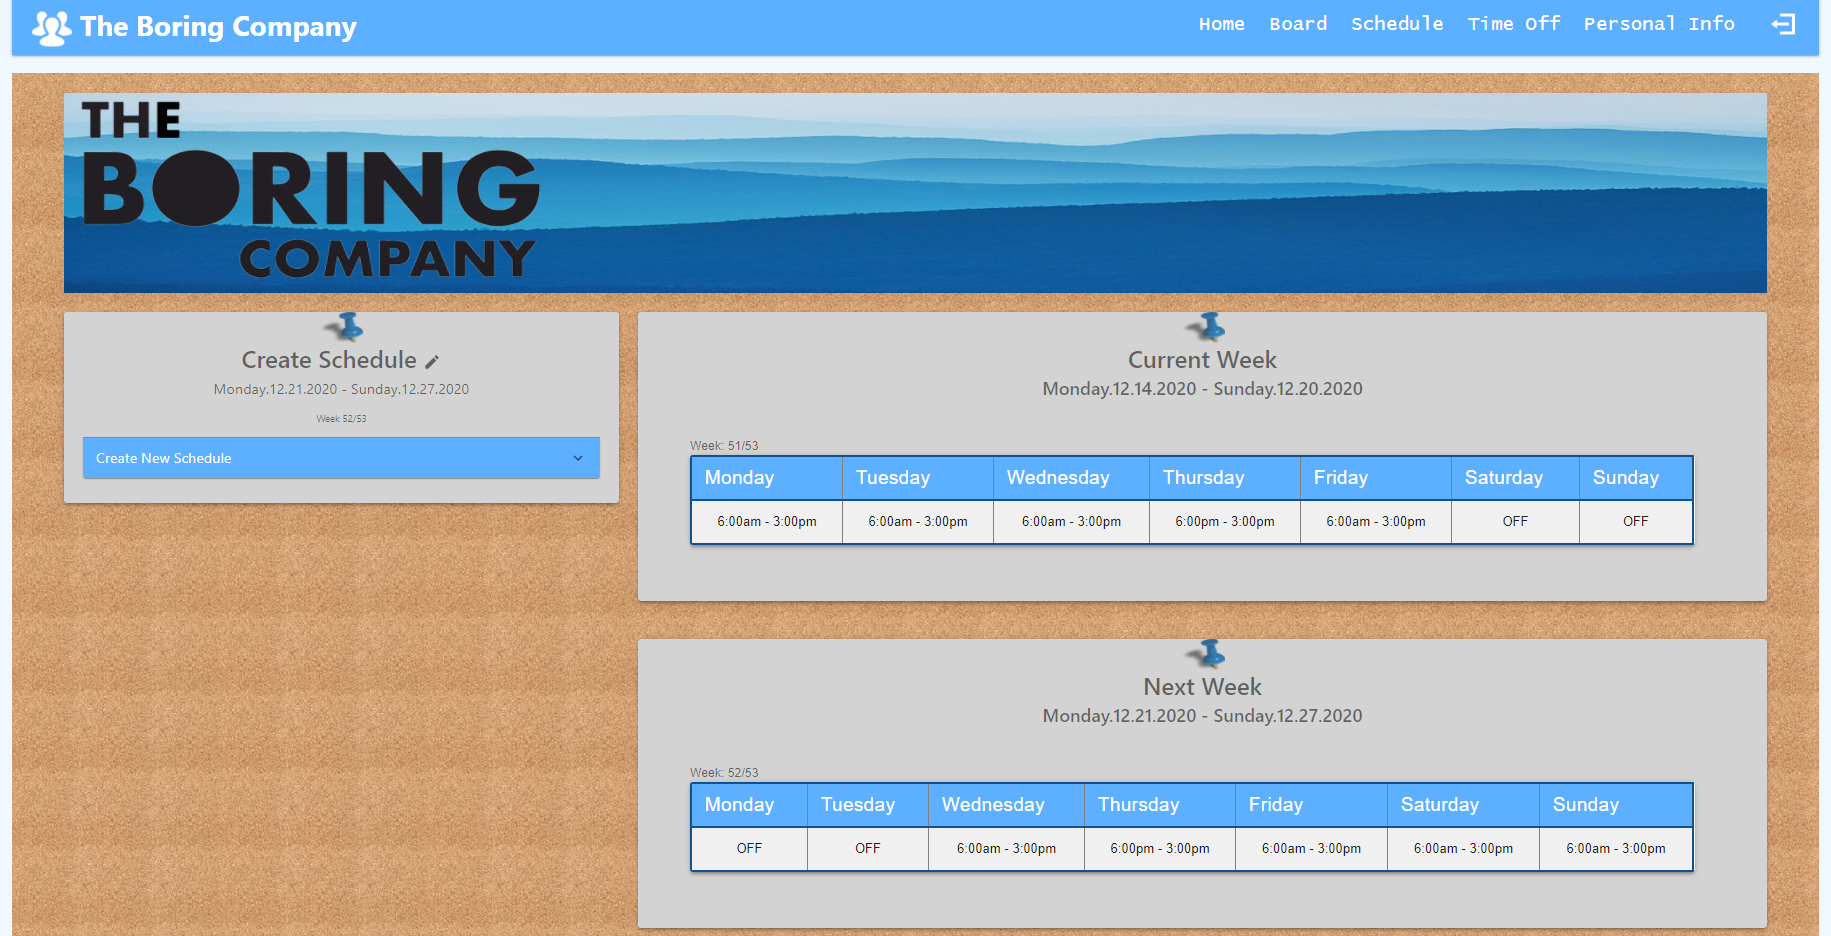 The Boring Company
Home Board Schedule Time Off Personal Info
THE
BORING
COMPANY
Create Schedule
Monday.12.21.2020 - Sunday.12.27.2020
Week 52/53
Create New Schedule
Current Week
Monday.12.14.2020 - Sunday.12.20.2020
Week: 51/53
Monday Tuesday Wednesday Thursday Friday Saturday Sunday
6:00am - 3:00pm 6:00am - 3:00pm 6:00am - 3:00pm 6:00pm - 3:00pm 6:00am - 3:00pm OFF OFF
Next Week
Monday.12.21.2020 - Sunday.12.27.2020
Week: 52/53
Monday Tuesday Wednesday Thursday Friday Saturday Sunday
OFF OFF 6:00am - 3:00pm 6:00pm - 3:00pm 6:00am - 3:00pm 6:00am - 3:00pm 6:00am - 3:00pm